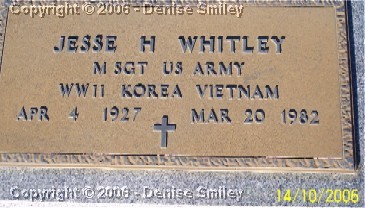 Copyright © 2006 - Denise Smiley
JESSE H WHITLEY
M SGT US ARMY
WW11 KOREA VIETNAM
APR 4 1927 MAR 20 1982
Copyright © 2006 - Denise Smiley
14/10/2006